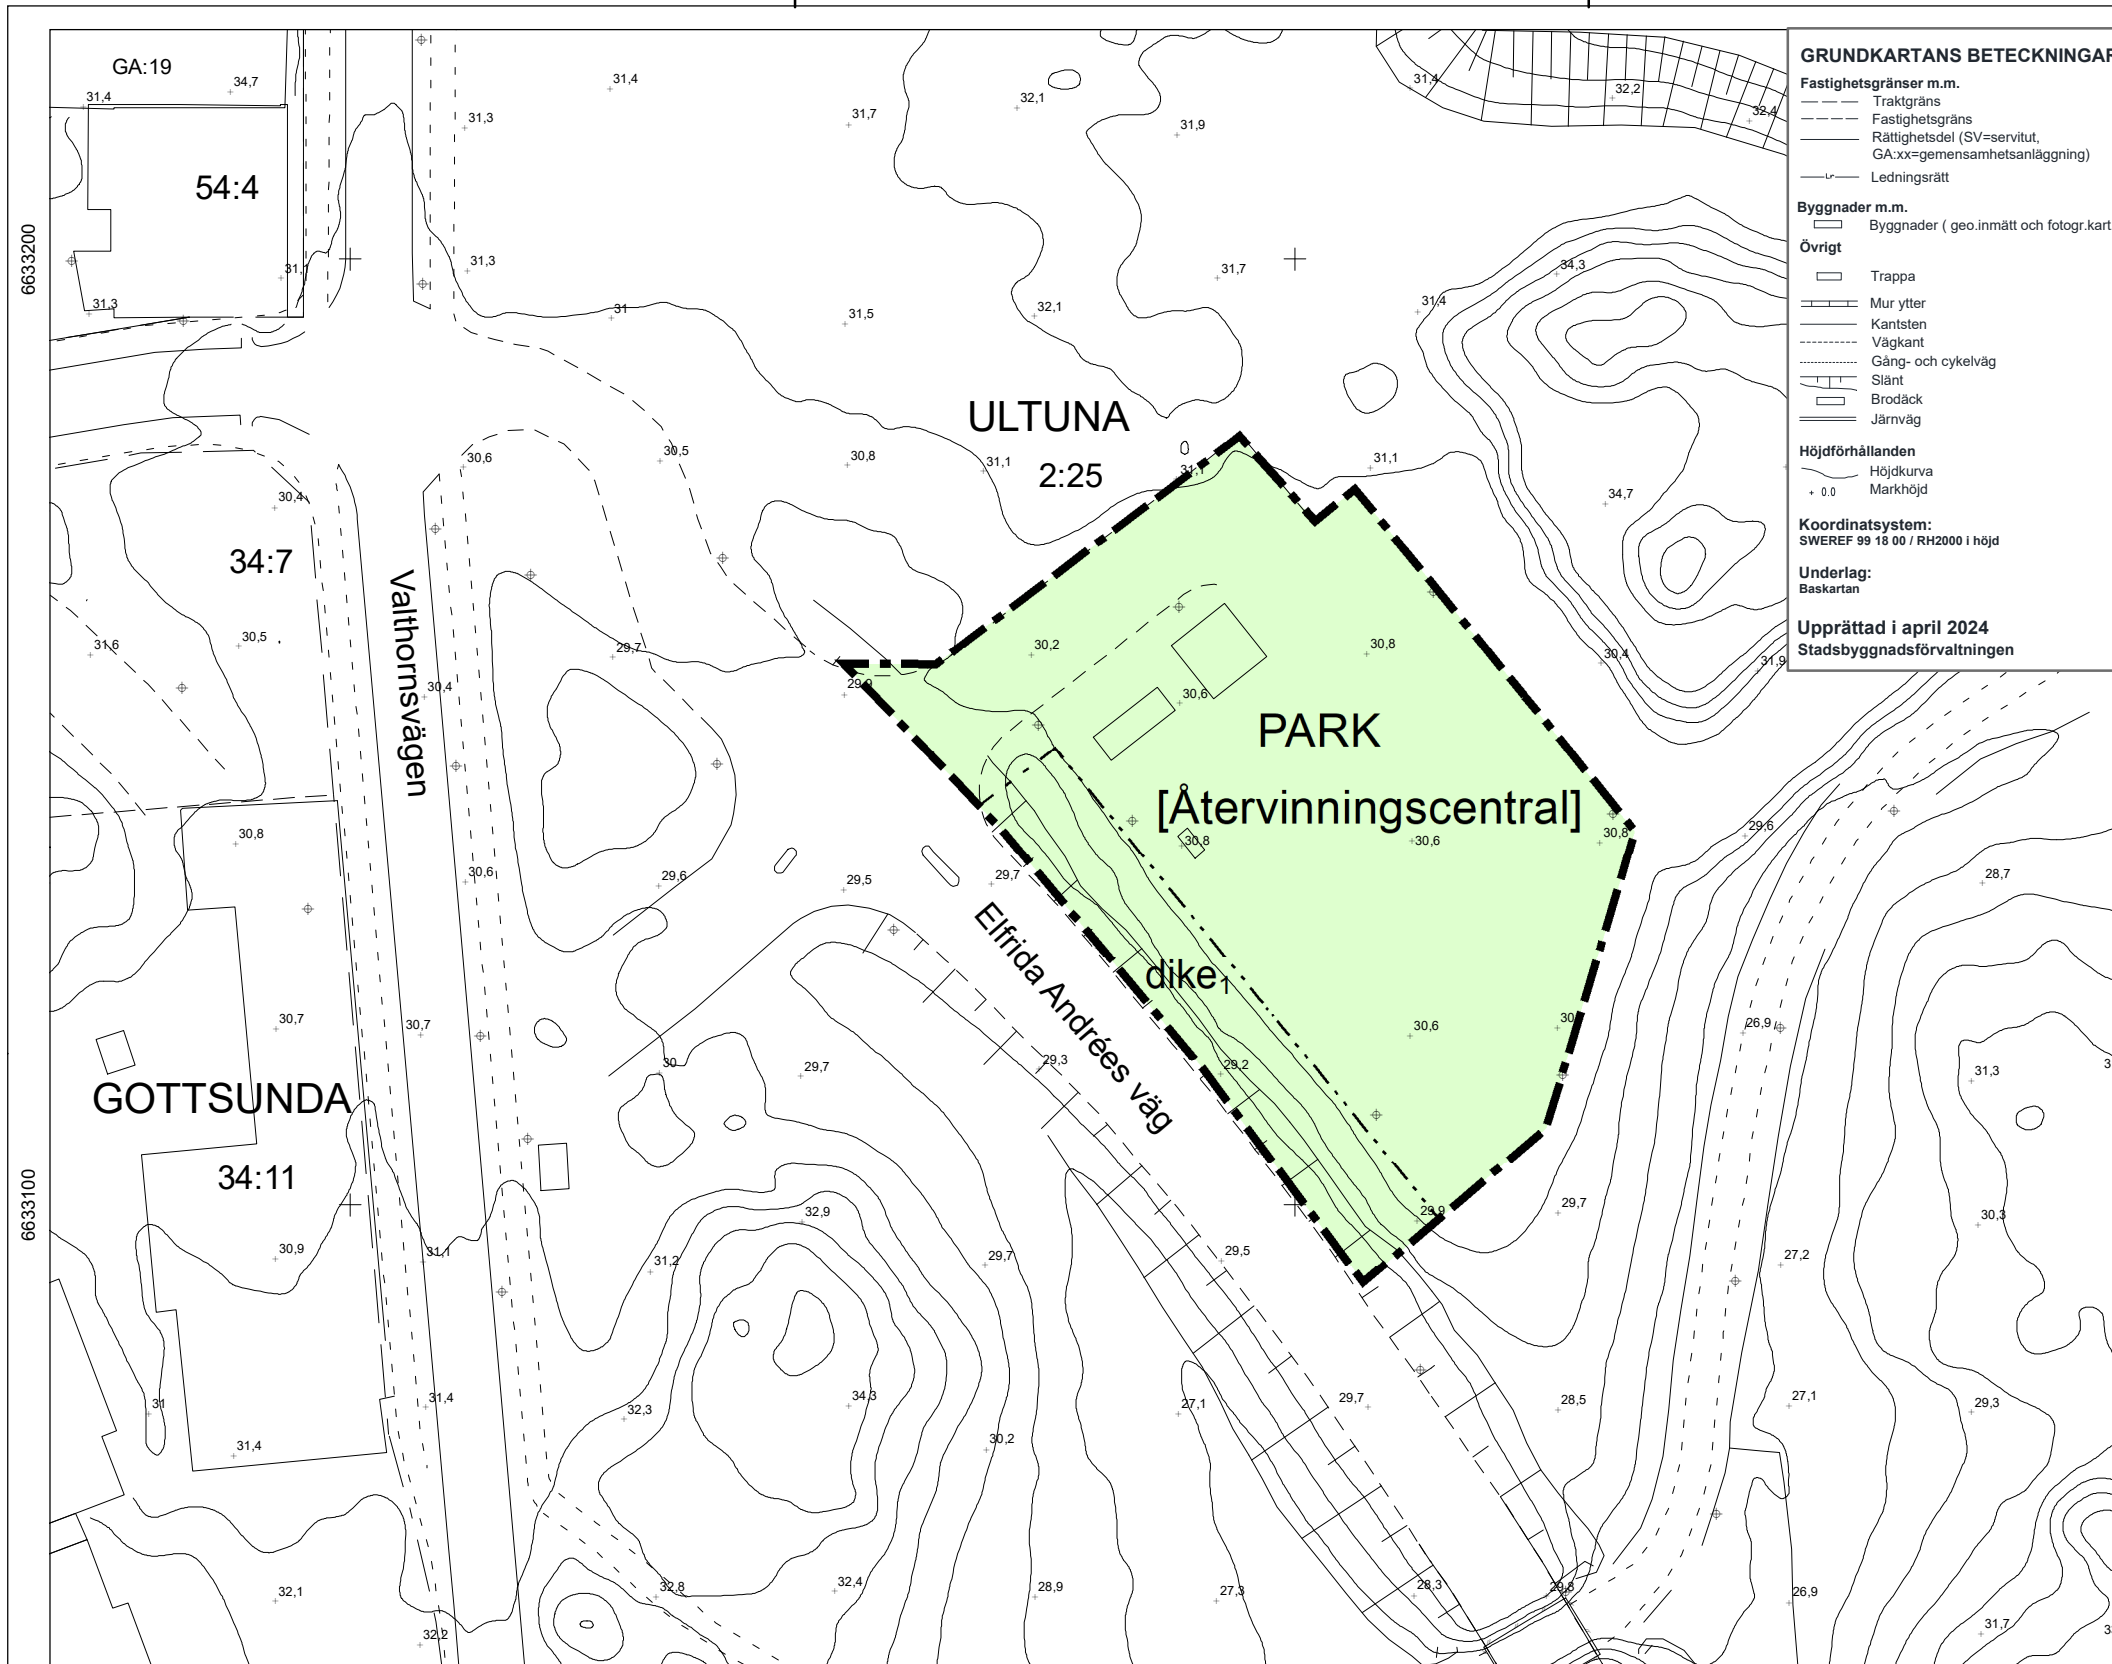 GA:19
34,7
31,4
54:4
31,3
31,4
31,7
32,1
31,9
31,4
32,2
32,4
6633200
31,1
31,3
31,3
31
31,5
32,1
31,7
31,4
34,3
ULTUNA
2:25
30,6
30,5
30,8
31,1
31,1
31,1
34,7
30,4
34:7
Valthornsvägen
31,6
30,5
29,7
30,4
29,9
30,2
30,6
30,8
30,4
31,9
PARK
[Återvinningscentral]
30,8
30,6
30,8
29,6
28,7
30,8
30,6
29,6
29,5
29,7
Elfrida Andrées väg
dike1
30,7
30,7
30
29,7
29,3
29,2
30,6
30
26,9
31,3
GOTTSUNDA
34:11
6633100
30,9
31,1
31,2
32,9
29,7
29,5
29,9
29,7
27,2
30,3
31
31,4
31,4
32,3
34,3
30,2
27,1
29,7
28,5
27,1
29,3
32,1
32,2
32,8
32,4
28,9
27,3
28,3
29,8
26,9
31,7
GRUNDKARTANS BETECKNINGAR
Fastighetsgränser m.m.
Traktgräns
Fastighetsgräns
Rättighetsdel (SV=servitut,
GA:xx=gemensamhetsanläggning)
Lr Ledningsrätt
Byggnader m.m.
Byggnader ( geo.inmätt och fotogr.kart
Övrigt
Trappa
Mur ytter
Kantsten
Vägkant
Gång- och cykelväg
Slänt
Brodäck
Järnväg
Höjdförhållanden
Höjdkurva
+ 0.0 Markhöjd
Koordinatsystem:
SWEREF 99 18 00 / RH2000 i höjd
Underlag:
Baskartan
Upprättad i april 2024
Stadsbyggnadsförvaltningen